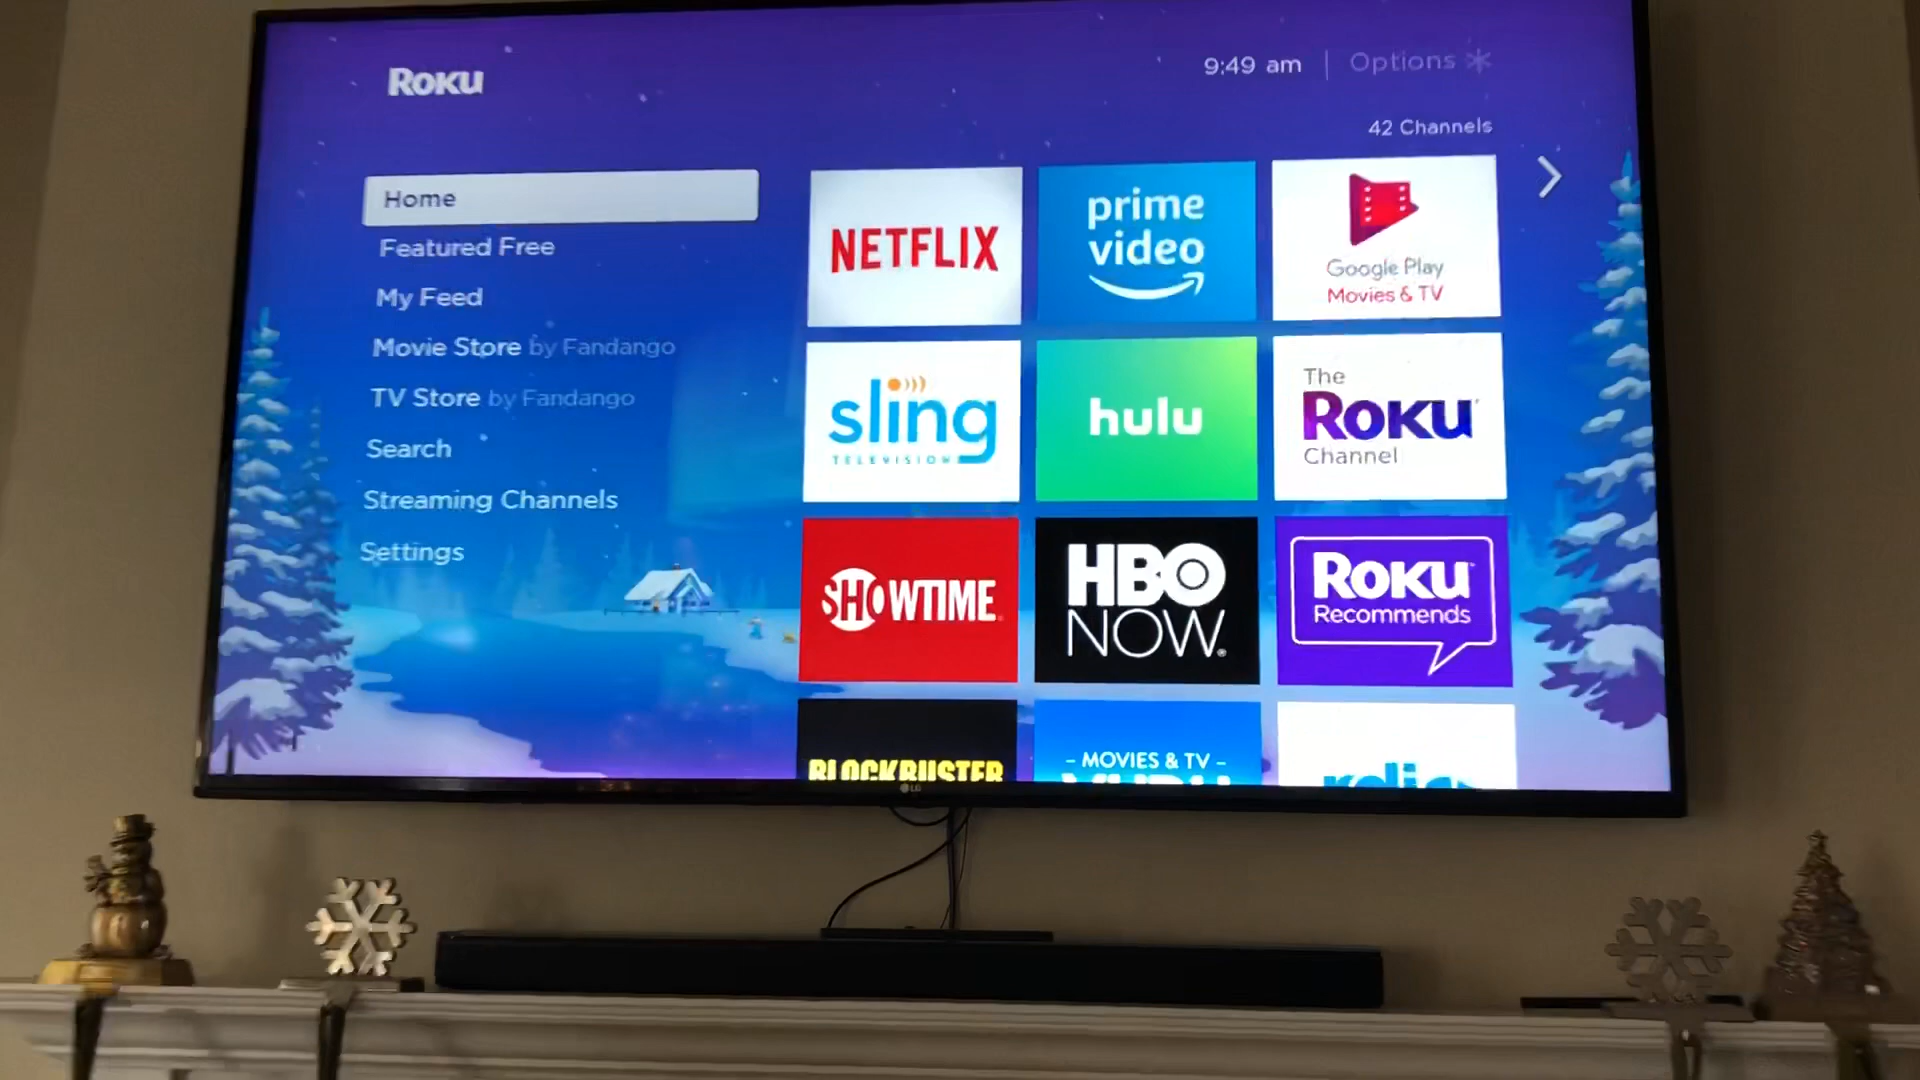 Roku
9:49 am | Options
42 Channels
Home
Featured Free
My Feed
Movie Store by Fandango
TV Store by Fandango
Search
Streaming Channels
Settings
NETFLIX
prime
video
Google Play
Movies & TV
sling
TELEVISION
hulu
The
Roku
Channel
SHOWTIME
HBO
NOW
Roku
Recommends
BLOCKBUSTER
- MOVIES & TV -
LG